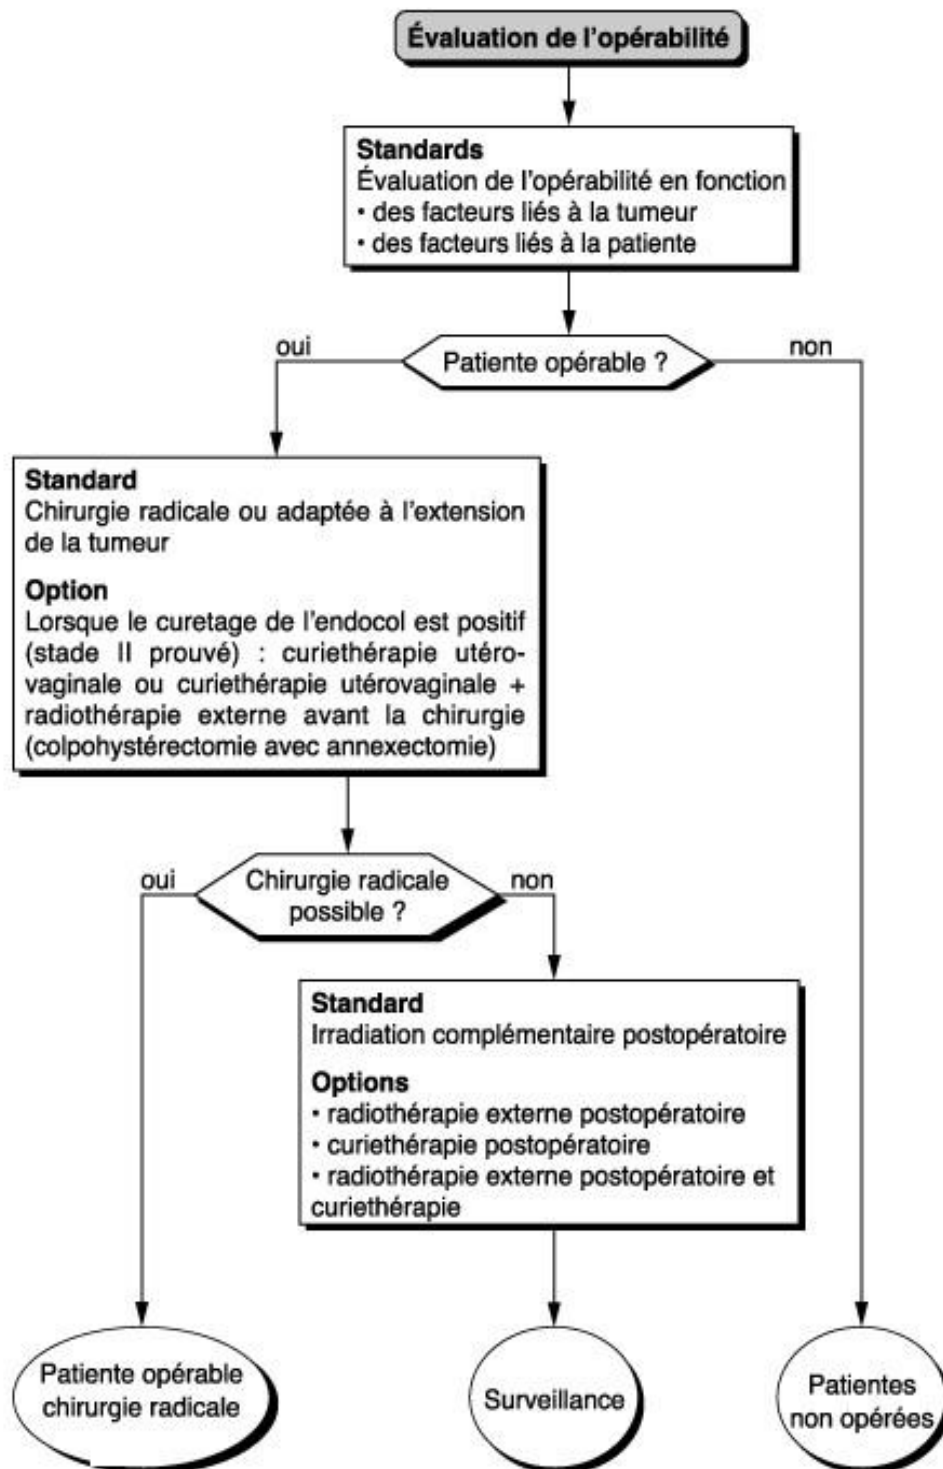 Évaluation de l'opérabilité
Standards
Évaluation de l'opérabilité en fonction
• des facteurs liés à la tumeur
• des facteurs liés à la patiente
oui
Patiente opérable ?
non
Standard
Chirurgie radicale ou adaptée à l'extension
de la tumeur
Option
Lorsque le curetage de l'endocol est positif
(stade II prouvé) : curiethérapie utéro-
vaginale ou curiethérapie utérovaginale +
radiothérapie externe avant la chirurgie
(colpohystérectomie avec annexectomie)
oui
Chirurgie radicale
possible ?
non
Standard
Irradiation complémentaire postopératoire
Options
• radiothérapie externe postopératoire
• curiethérapie postopératoire
• radiothérapie externe postopératoire et
curiethérapie
Patiente opérable
chirurgie radicale
Surveillance
Patientes
non opérées